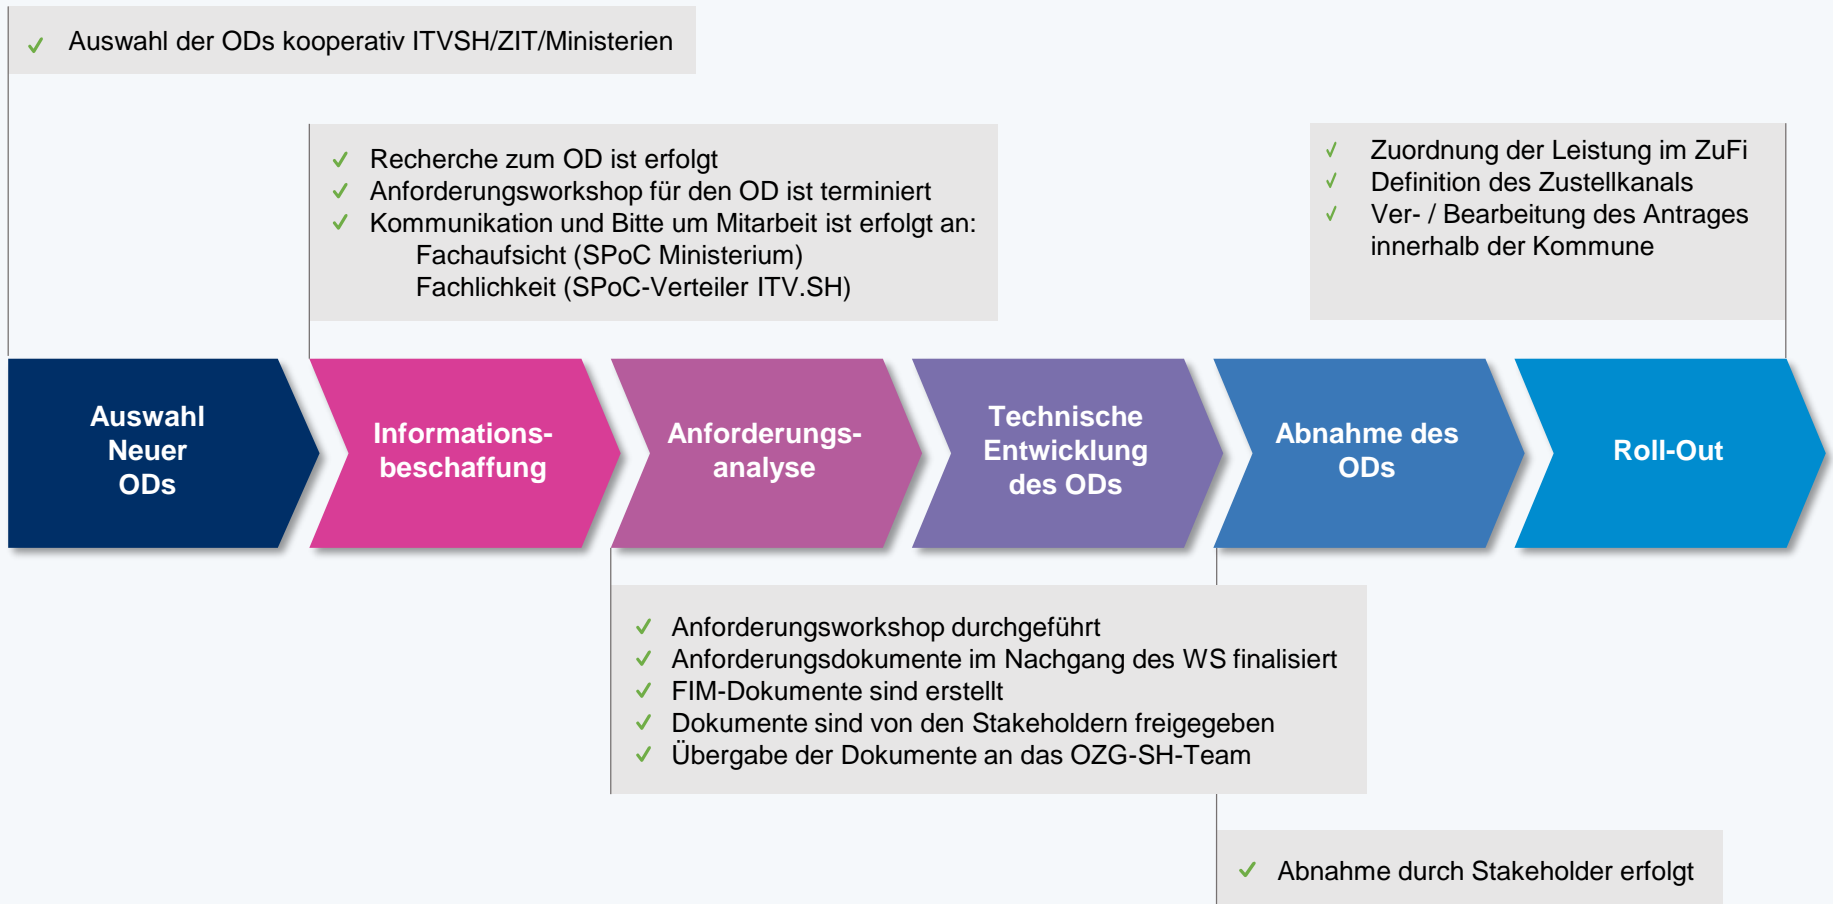 Auswahl der ODs kooperativ ITVSH/ZIT/Ministerien
Recherche zum OD ist erfolgt
Anforderungsworkshop für den OD ist terminiert
Kommunikation und Bitte um Mitarbeit ist erfolgt an:
Fachaufsicht (SPoC Ministerium)
Fachlichkeit (SPoC-Verteiler ITV.SH)
Zuordnung der Leistung im ZuFi
Definition des Zustellkanals
Ver- / Bearbeitung des Antrages
innerhalb der Kommune
Auswahl
Neuer
ODs
Informations-
beschaffung
Anforderungs-
analyse
Technische
Entwicklung
des ODs
Abnahme des
ODs
Roll-Out
Anforderungsworkshop durchgeführt
Anforderungsdokumente im Nachgang des WS finalisiert
FIM-Dokumente sind erstellt
Dokumente sind von den Stakeholdern freigegeben
Übergabe der Dokumente an das OZG-SH-Team
Abnahme durch Stakeholder erfolgt